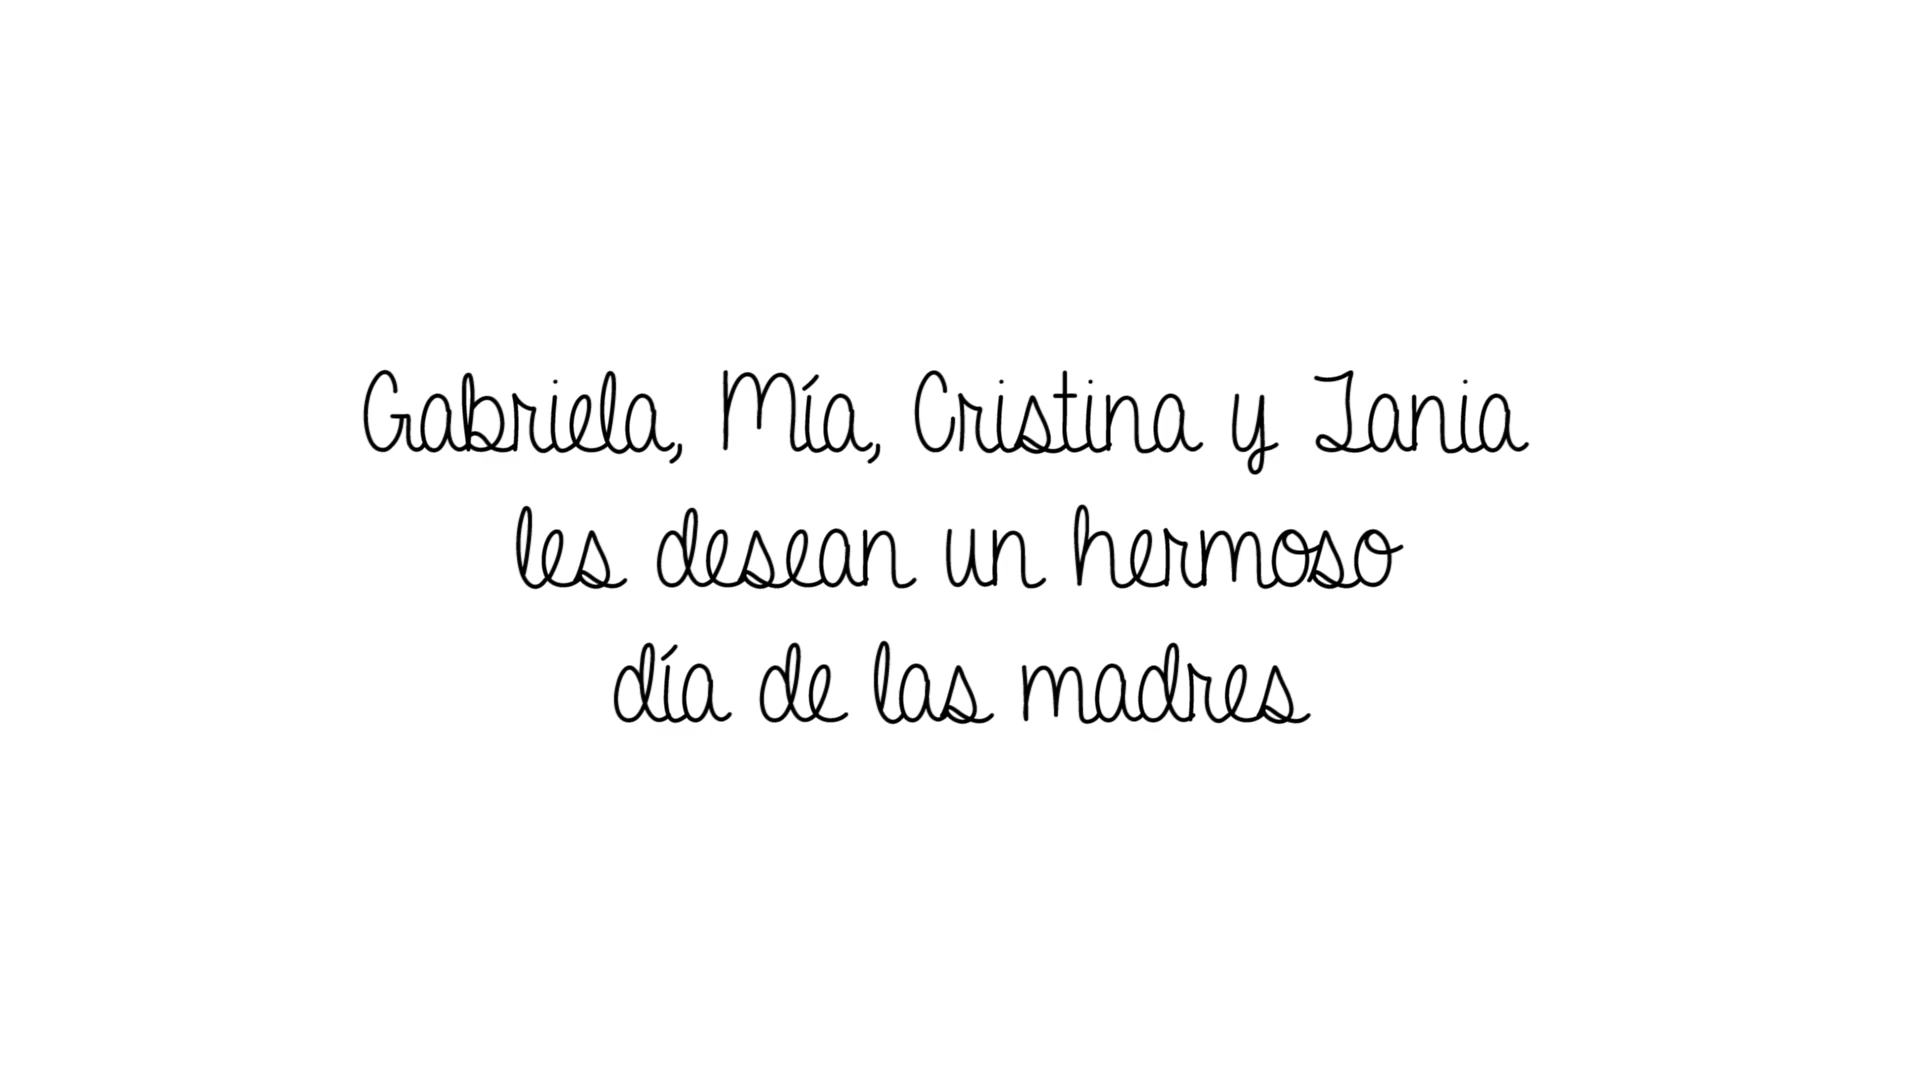 Gabriela, Mía, Cristina y Tania
les desean un hermoso
día de las madres